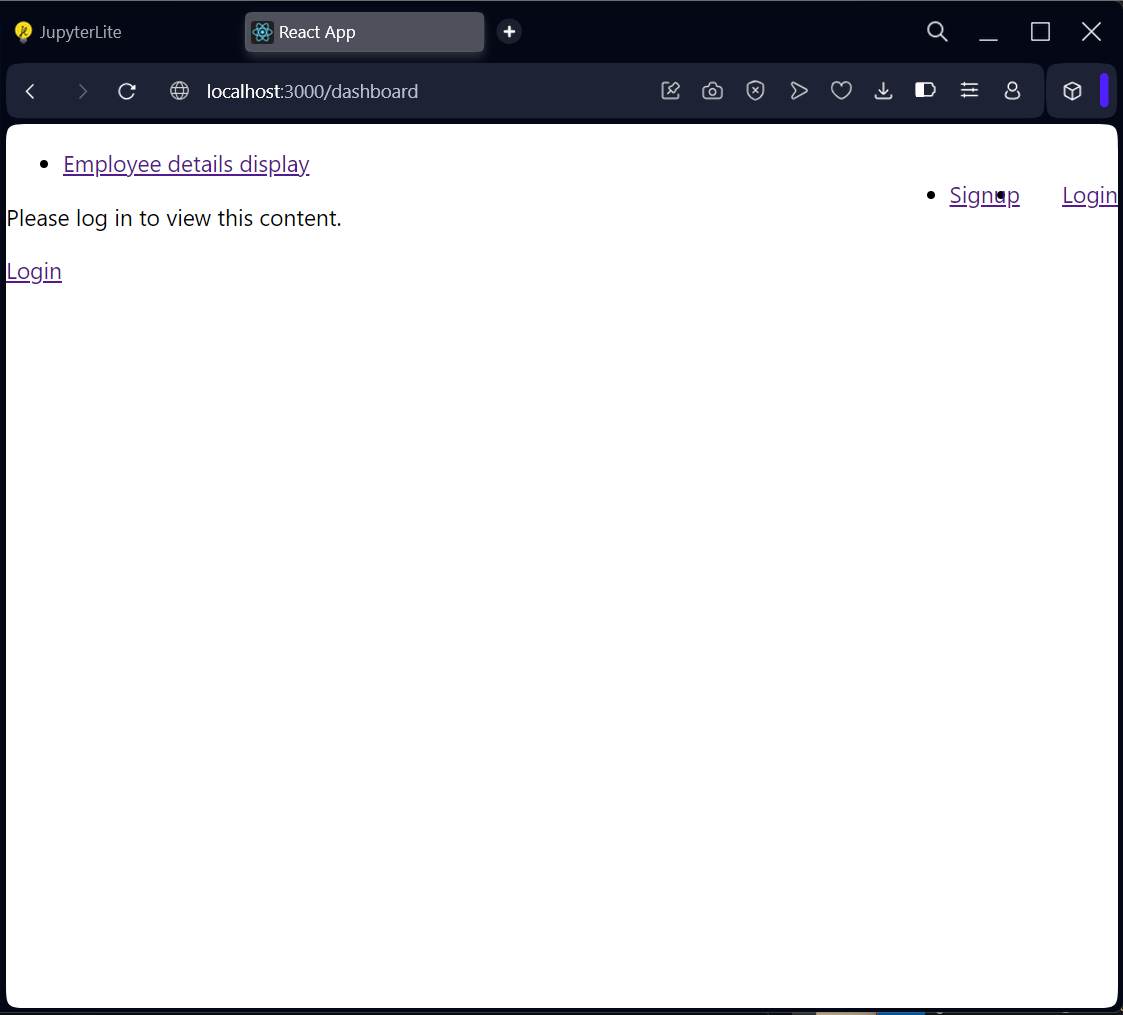 JupyterLite
React App
localhost:3000/dashboard
Employee details display
Signup Login
Please log in to view this content.
Login